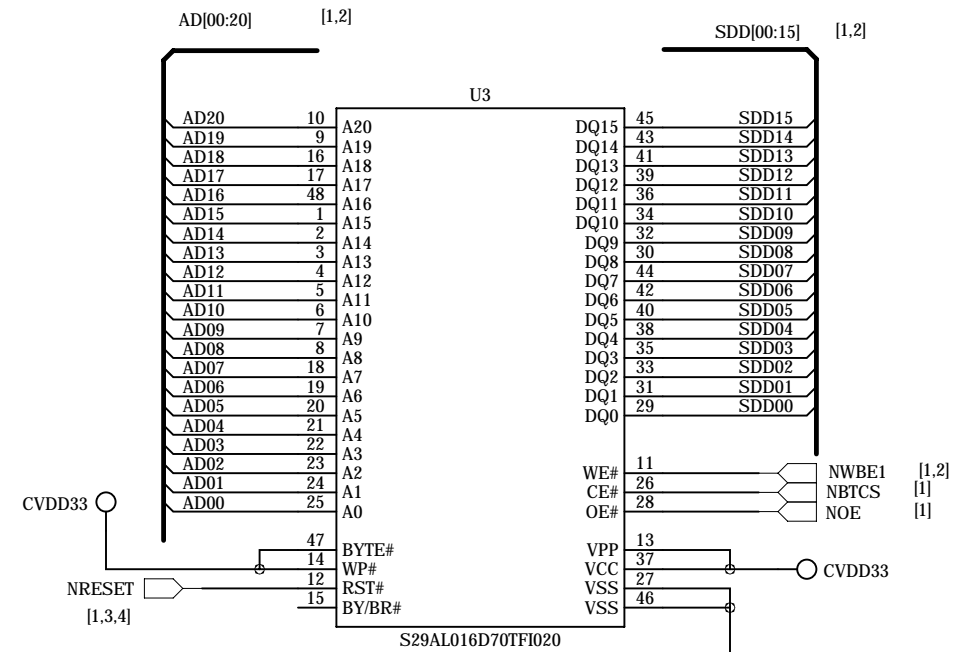 AD[00:20] [1,2]
SDD[00:15] [1,2]
U3
AD20 10 A20 DQ15 45 SDD15
AD19 9 A19 DQ14 43 SDD14
AD18 16 A18 DQ13 41 SDD13
AD17 17 A17 DQ12 39 SDD12
AD16 48 A16 DQ11 36 SDD11
AD15 1 A15 DQ10 34 SDD10
AD14 2 A14 DQ9 32 SDD09
AD13 3 A13 DQ8 30 SDD08
AD12 4 A12 DQ7 44 SDD07
AD11 5 A11 DQ6 42 SDD06
AD10 6 A10 DQ5 40 SDD05
AD09 7 A9 DQ4 38 SDD04
AD08 8 A8 DQ3 35 SDD03
AD07 18 A7 DQ2 33 SDD02
AD06 19 A6 DQ1 31 SDD01
AD05 20 A5 DQ0 29 SDD00
AD04 21 A4
AD03 22 A3
AD02 23 A2 WE# 11 NWBE1 [1,2]
AD01 24 A1 CE# 26 NBTCS [1]
CVDD33 AD00 25 A0 OE# 28 NOE [1]
47 BYTE# VPP 13
14 WP# VCC 37 CVDD33
NRESET 12 RST# VSS 27
[1,3,4] 15 BY/BR# VSS 46
S29AL016D70TFI020